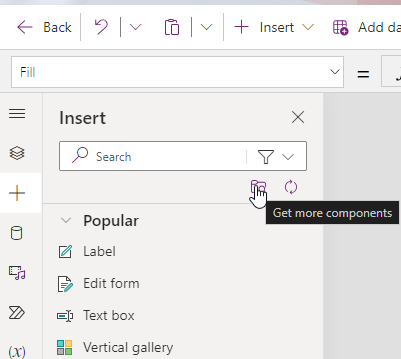 Back
Insert
Add da
Fill
=
Insert
Search
Get more components
Popular
Label
Edit form
Text box
Vertical gallery
(x)